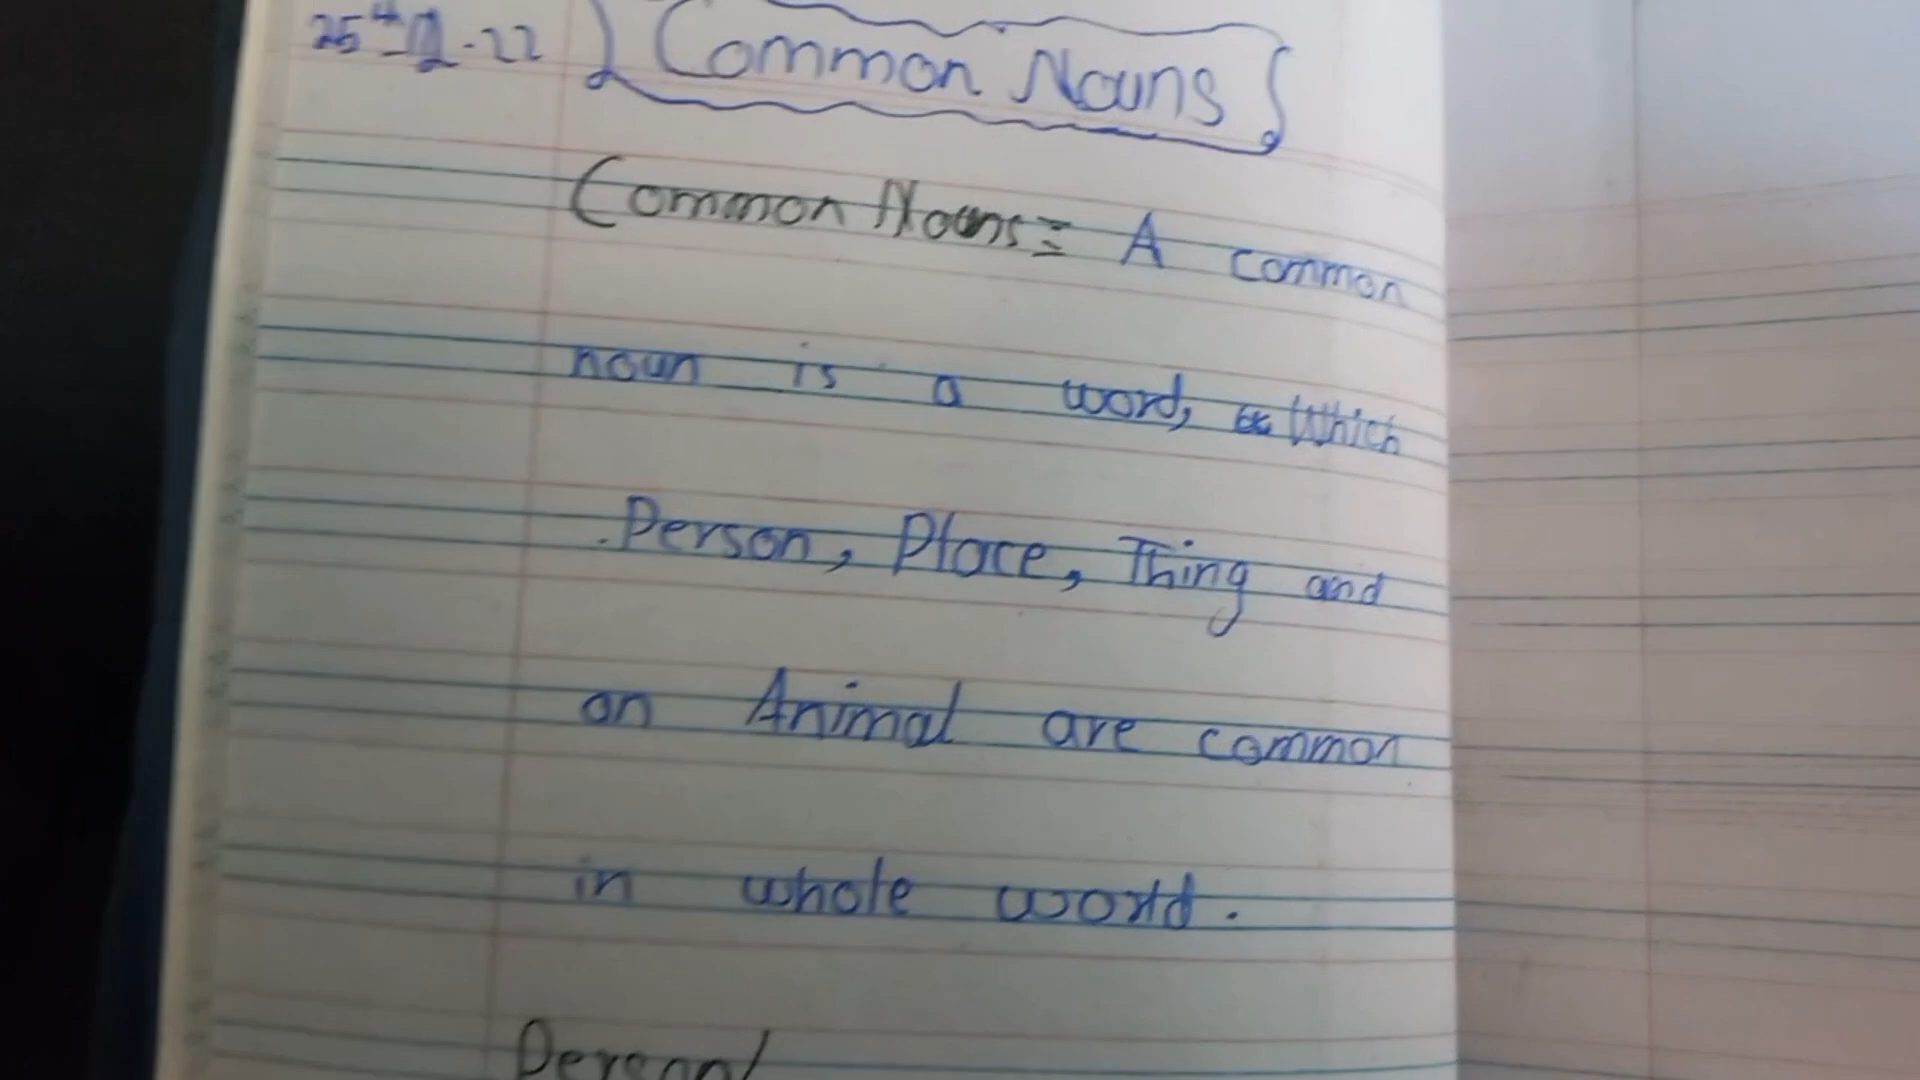 Common Nouns
Common Nouns= A common
noun is a word, Which
Person, Place, Thing and
an Animal are common
in whole world.
Person